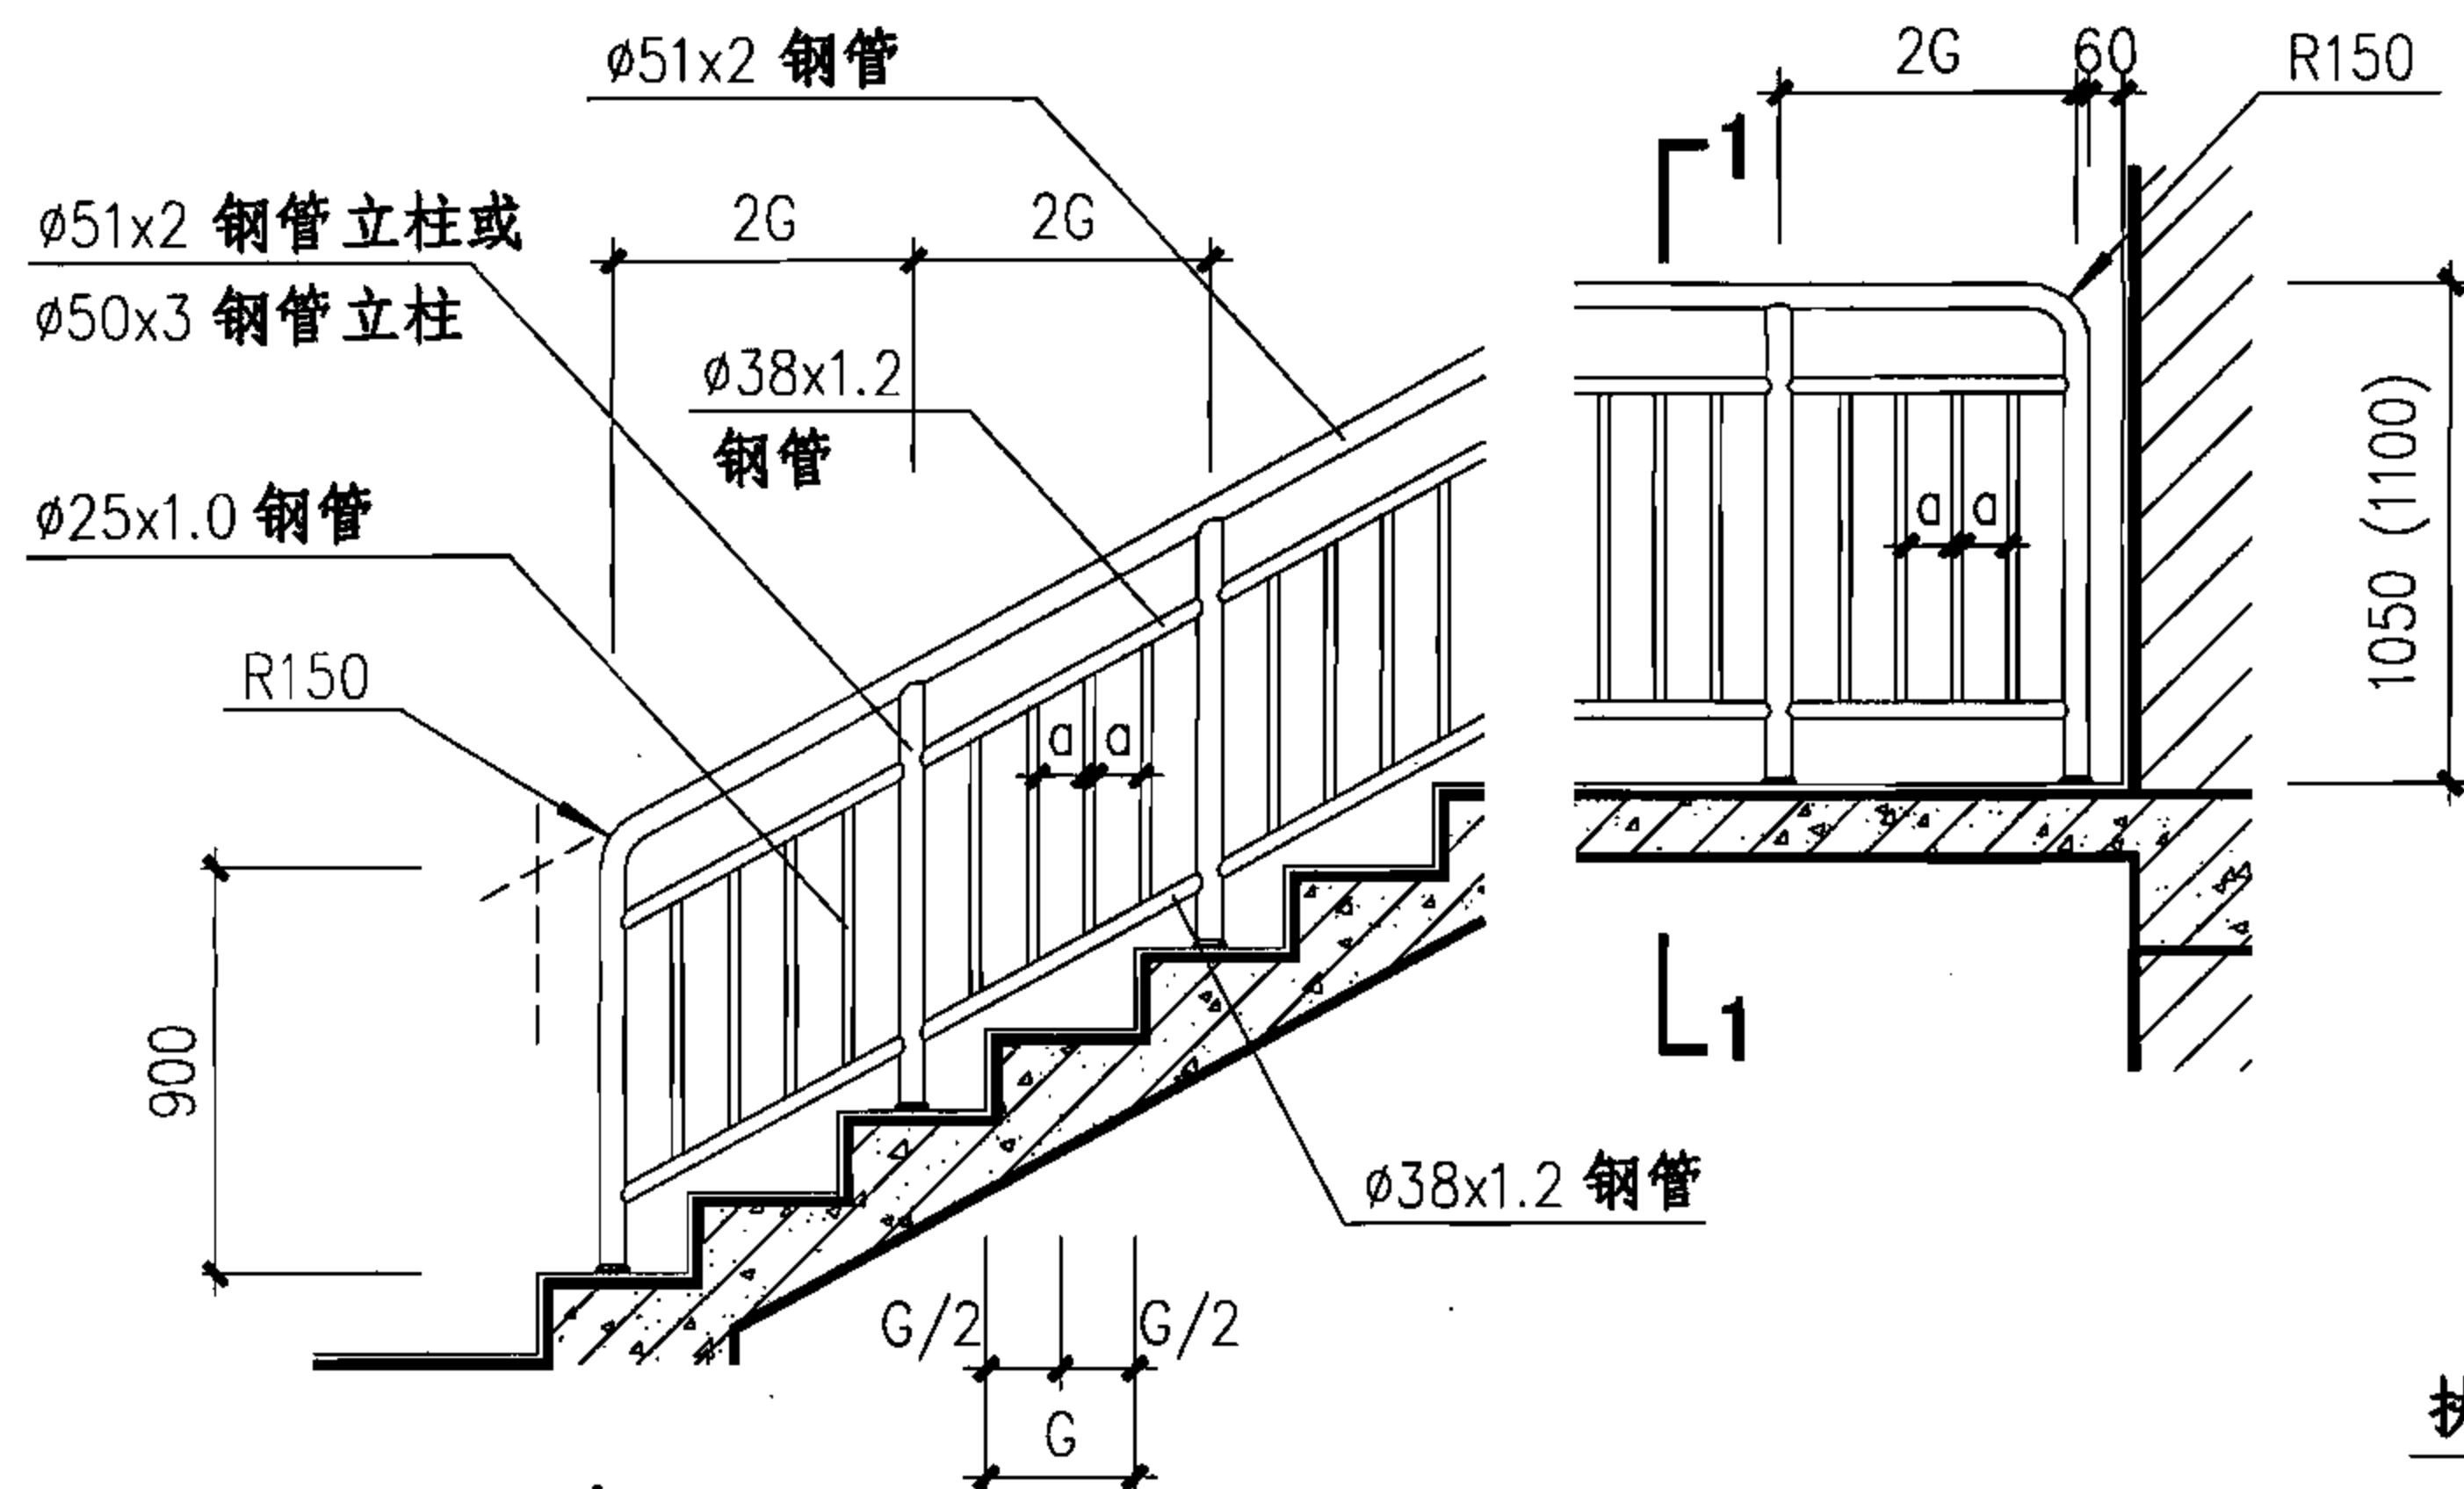 ø51x2 钢管
2G
60
R150
1
ø51x2 钢管立柱或
ø50x3 钢管立柱
2G
2G
ø38x1.2
钢管
ø25x1.0 钢管
R150
a
a
a
a
1050 (1100)
900
1
ø38x1.2 钢管
G/2
G/2
G